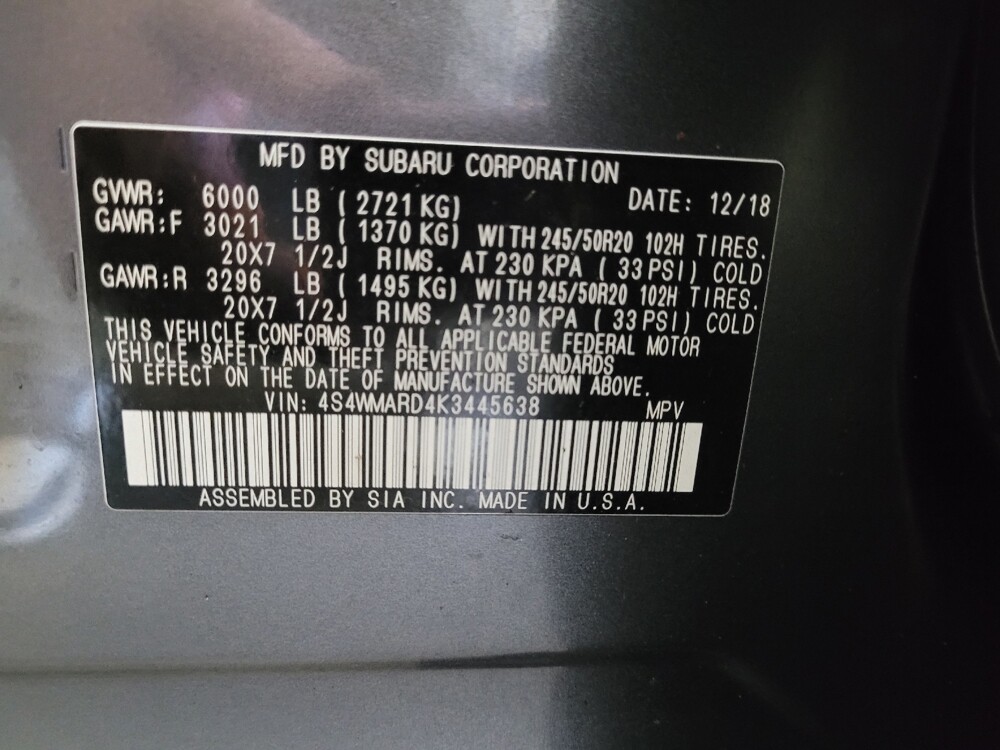 MFD BY SUBARU CORPORATION
GVWR: 6000 LB ( 2721 KG) DATE: 12/18
GAWR:F 3021 LB ( 1370 KG) WITH 245/50R20 102H TIRES.
20X7 1/2J RIMS. AT 230 KPA ( 33 PSI) COLD
GAWR:R 3296 LB ( 1495 KG) WITH 245/50R20 102H TIRES.
20X7 1/2J RIMS. AT 230 KPA ( 33 PSI) COLD
THIS VEHICLE CONFORMS TO ALL APPLICABLE FEDERAL MOTOR
VEHICLE SAFETY AND THEFT PREVENTION STANDARDS
IN EFFECT ON THE DATE OF MANUFACTURE SHOWN ABOVE.
VIN: 4S4WMARD4K3445638 MPV
ASSEMBLED BY SIA INC. MADE IN U.S.A.